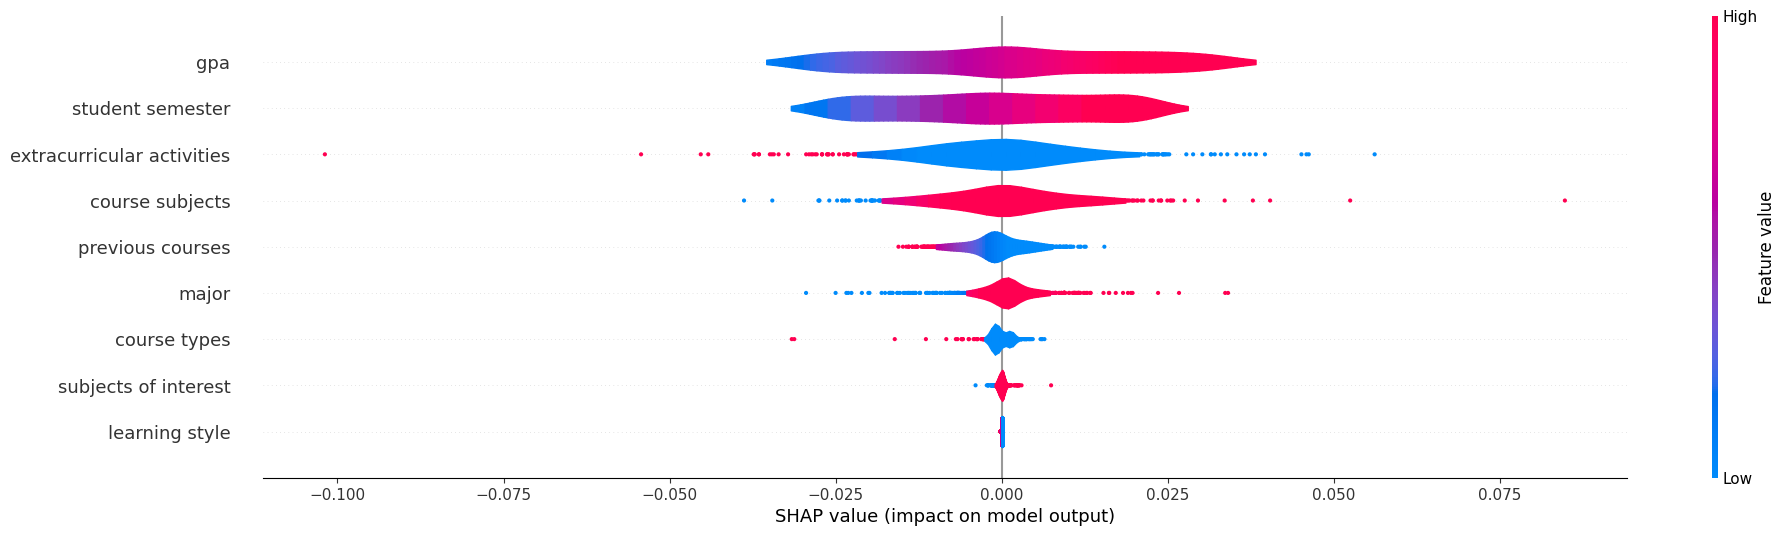 gpa
student semester
extracurricular activities
course subjects
previous courses
major
course types
subjects of interest
learning style
−0.100 −0.075 −0.050 −0.025 0.000 0.025 0.050 0.075
SHAP value (impact on model output)
High
Feature value
Low